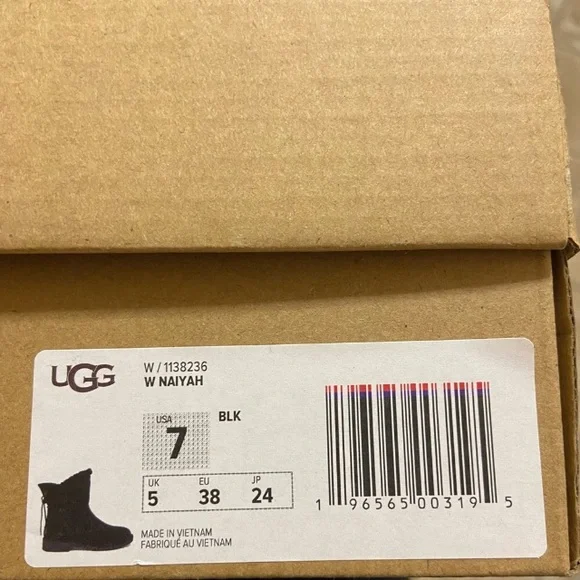 UGG
W / 1138236
W NAIYAH
USA
7
BLK
UK EU JP
5 38 24
1 96565 00319 5
MADE IN VIETNAM
FABRIQUÉ AU VIETNAM